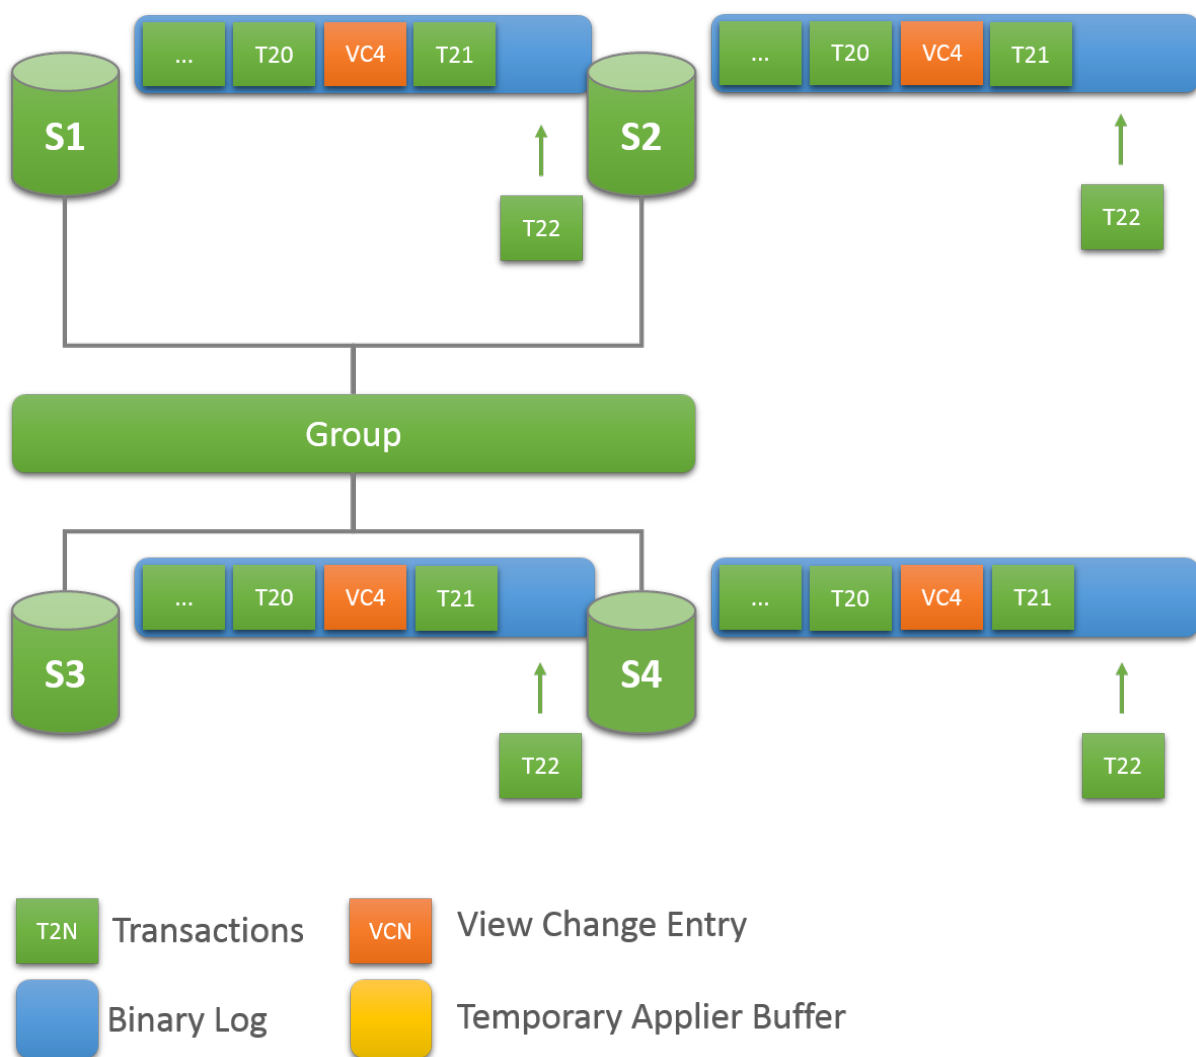 ... T20 VC4 T21
... T20 VC4 T21
S1
S2
T22
T22
Group
... T20 VC4 T21
... T20 VC4 T21
S3
S4
T22
T22
T2N Transactions
VCN View Change Entry
Binary Log
Temporary Applier Buffer